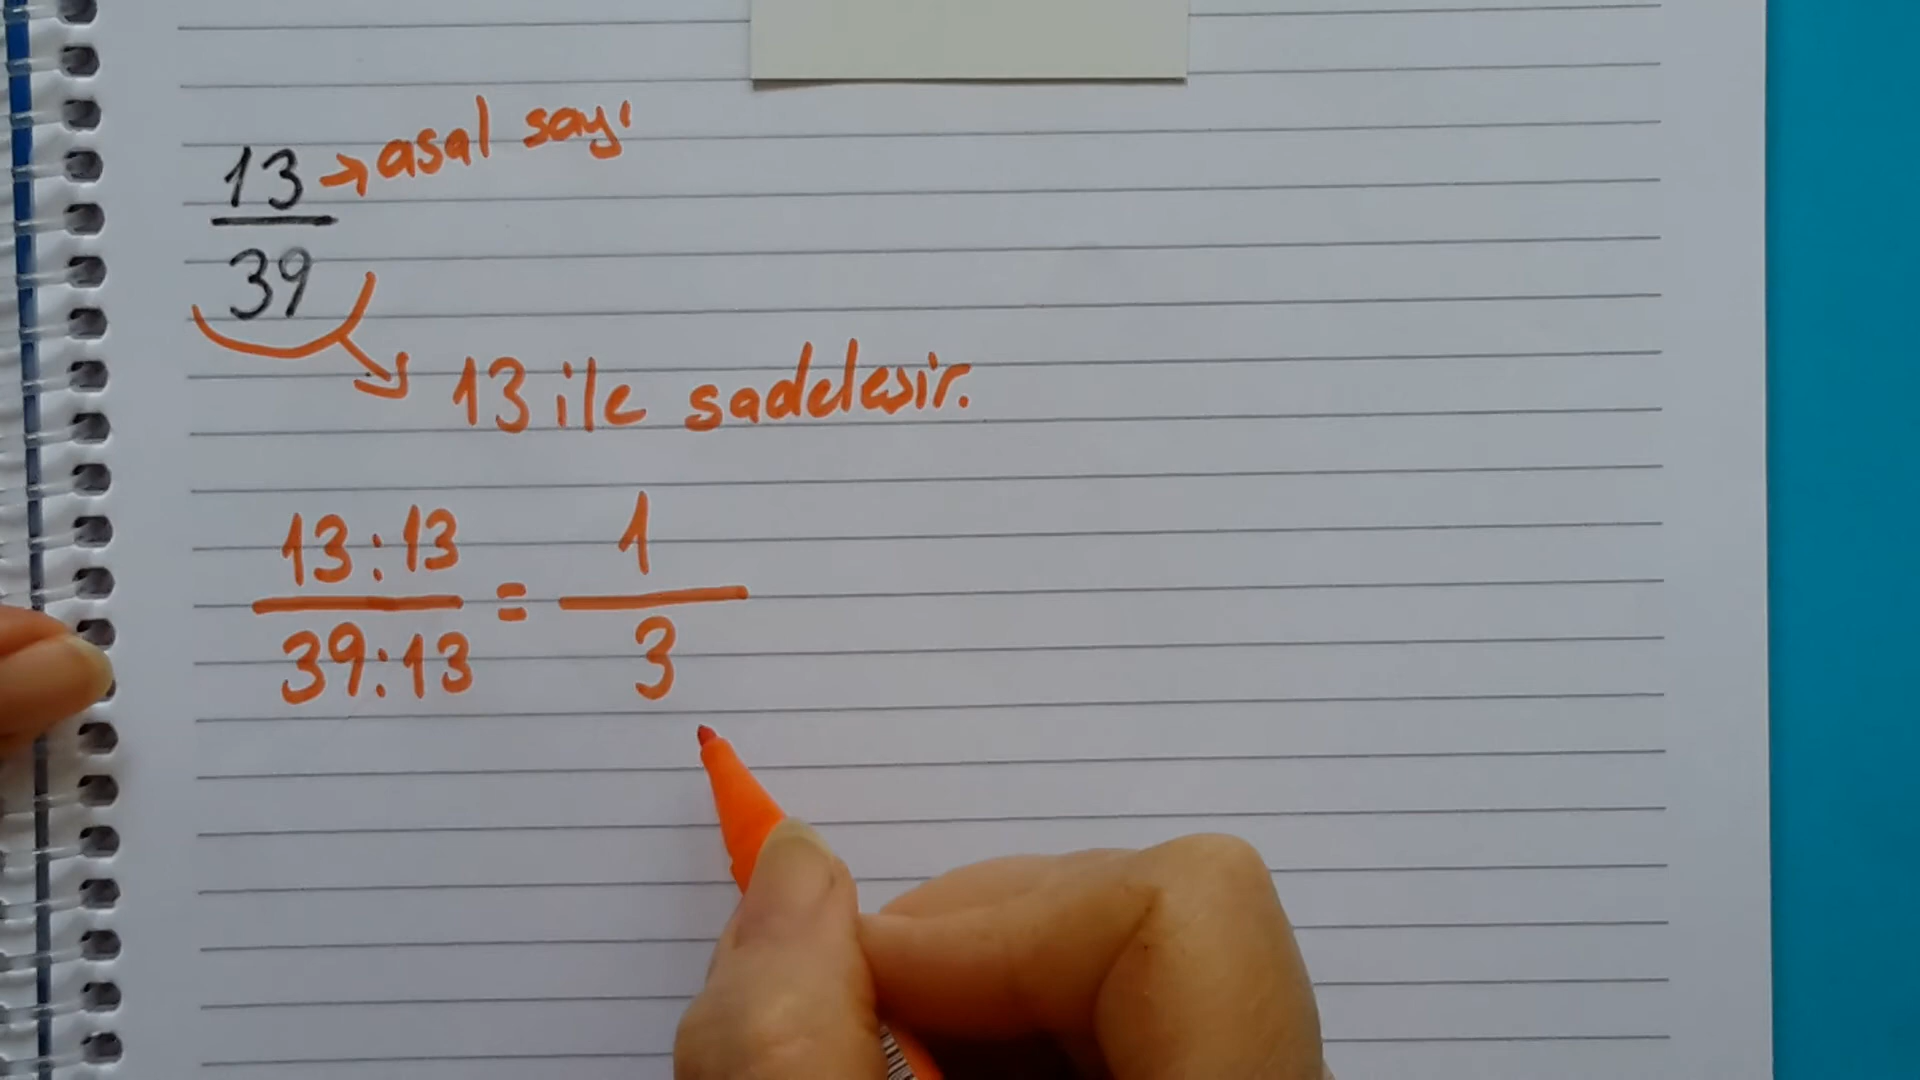 13 → asal sayı
39
13 ile sadeleşir.
13:13 = 1
39:13 3